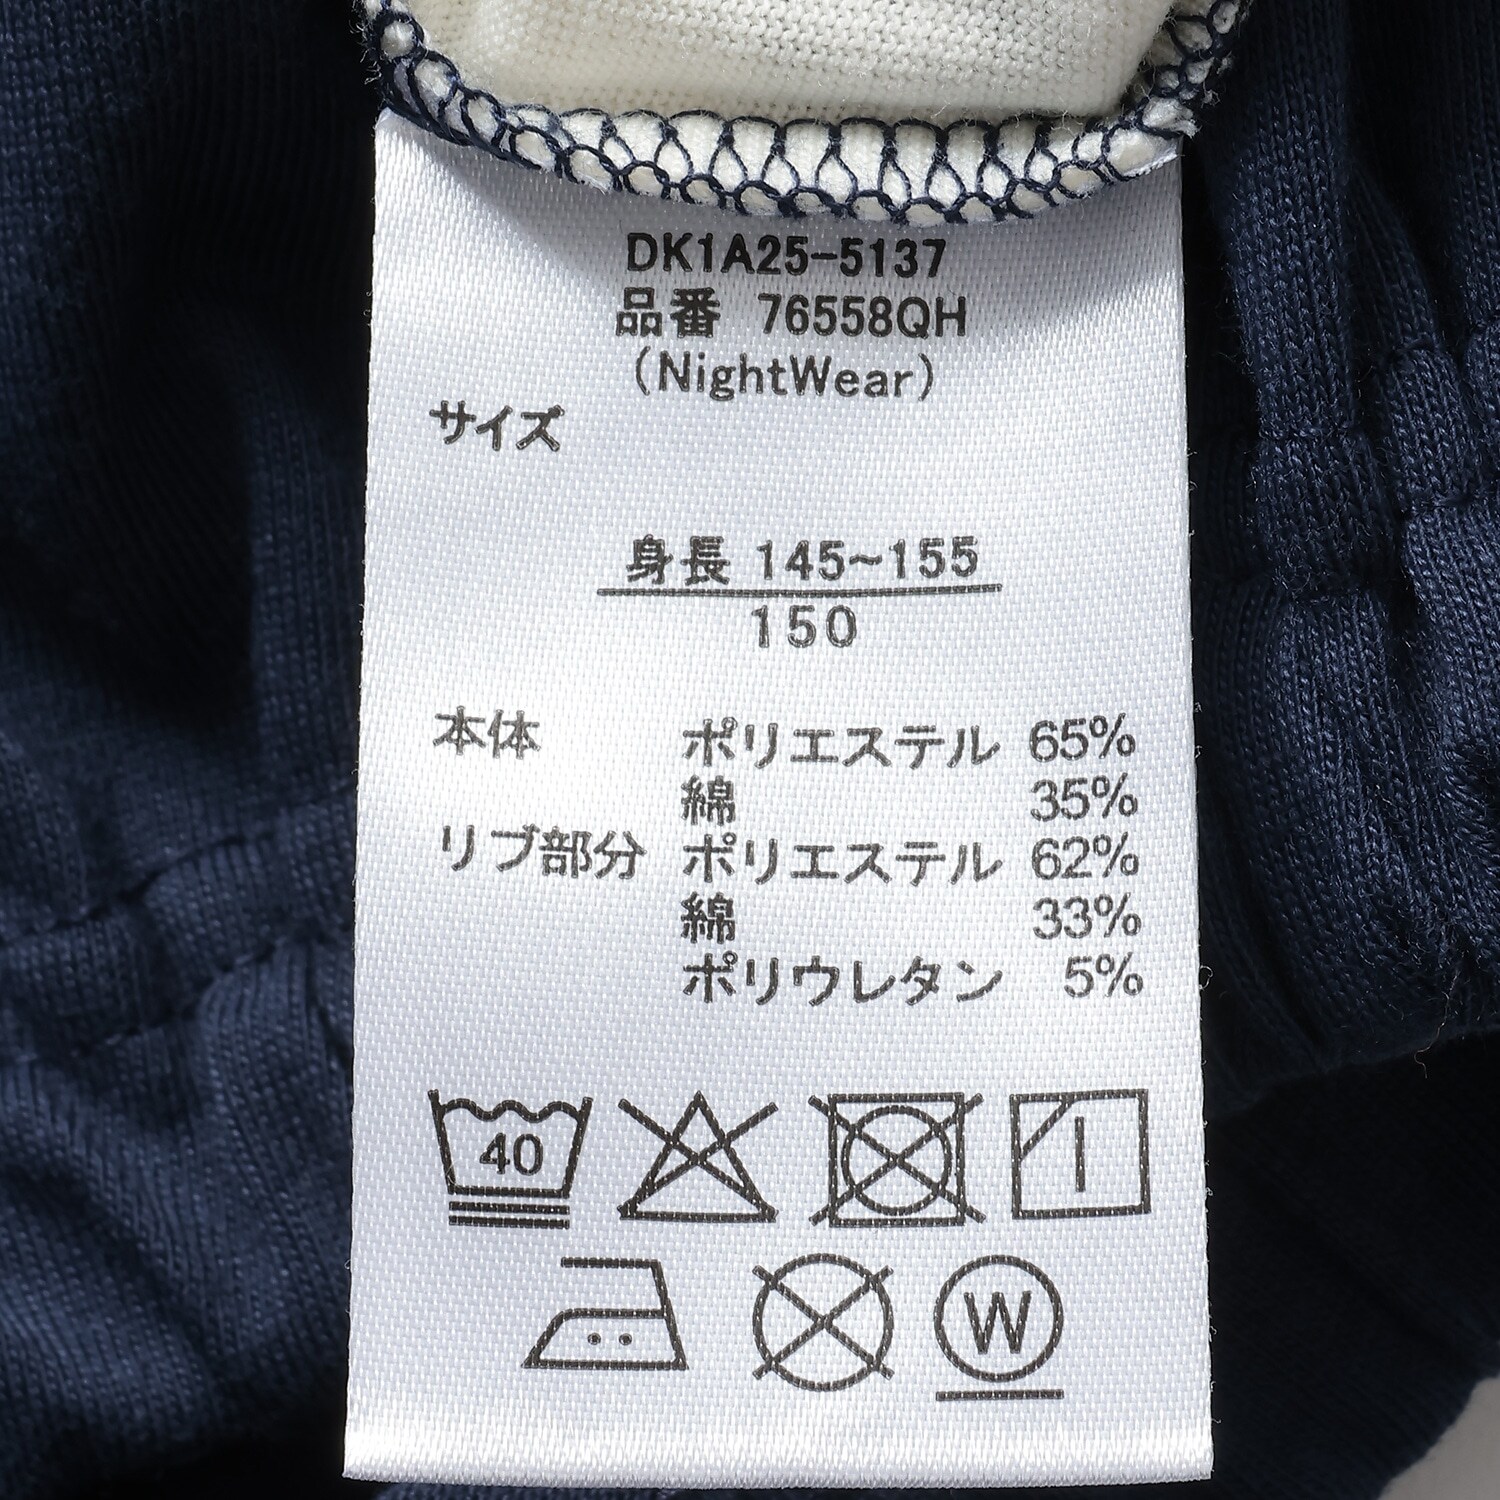 DK1A25-5137
品番 76558QH
(NightWear)
サイズ
身長 145~155
150
本体 ポリエステル 65%
綿 35%
リブ部分 ポリエステル 62%
綿 33%
ポリウレタン 5%
40
W